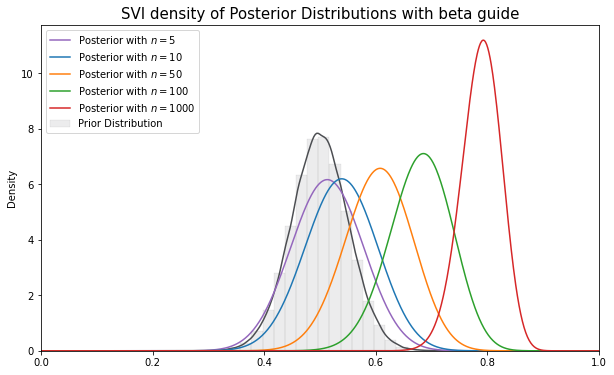 SVI density of Posterior Distributions with beta guide
Posterior with n = 5
Posterior with n = 10
Posterior with n = 50
Posterior with n = 100
Posterior with n = 1000
Prior Distribution
Density
10
8
6
4
2
0
0.0 0.2 0.4 0.6 0.8 1.0